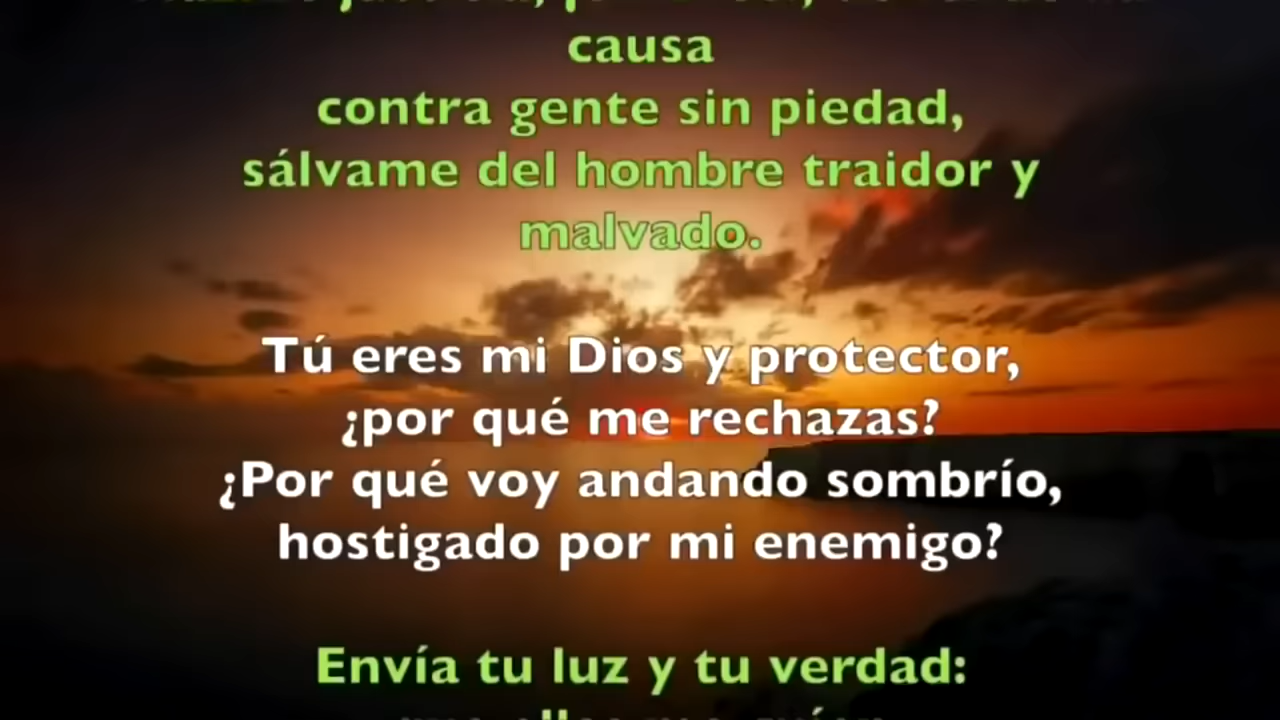 causa
contra gente sin piedad,
sálvame del hombre traidor y
malvado.
Tú eres mi Dios y protector,
¿por qué me rechazas?
¿Por qué voy andando sombrío,
hostigado por mi enemigo?
Envía tu luz y tu verdad: